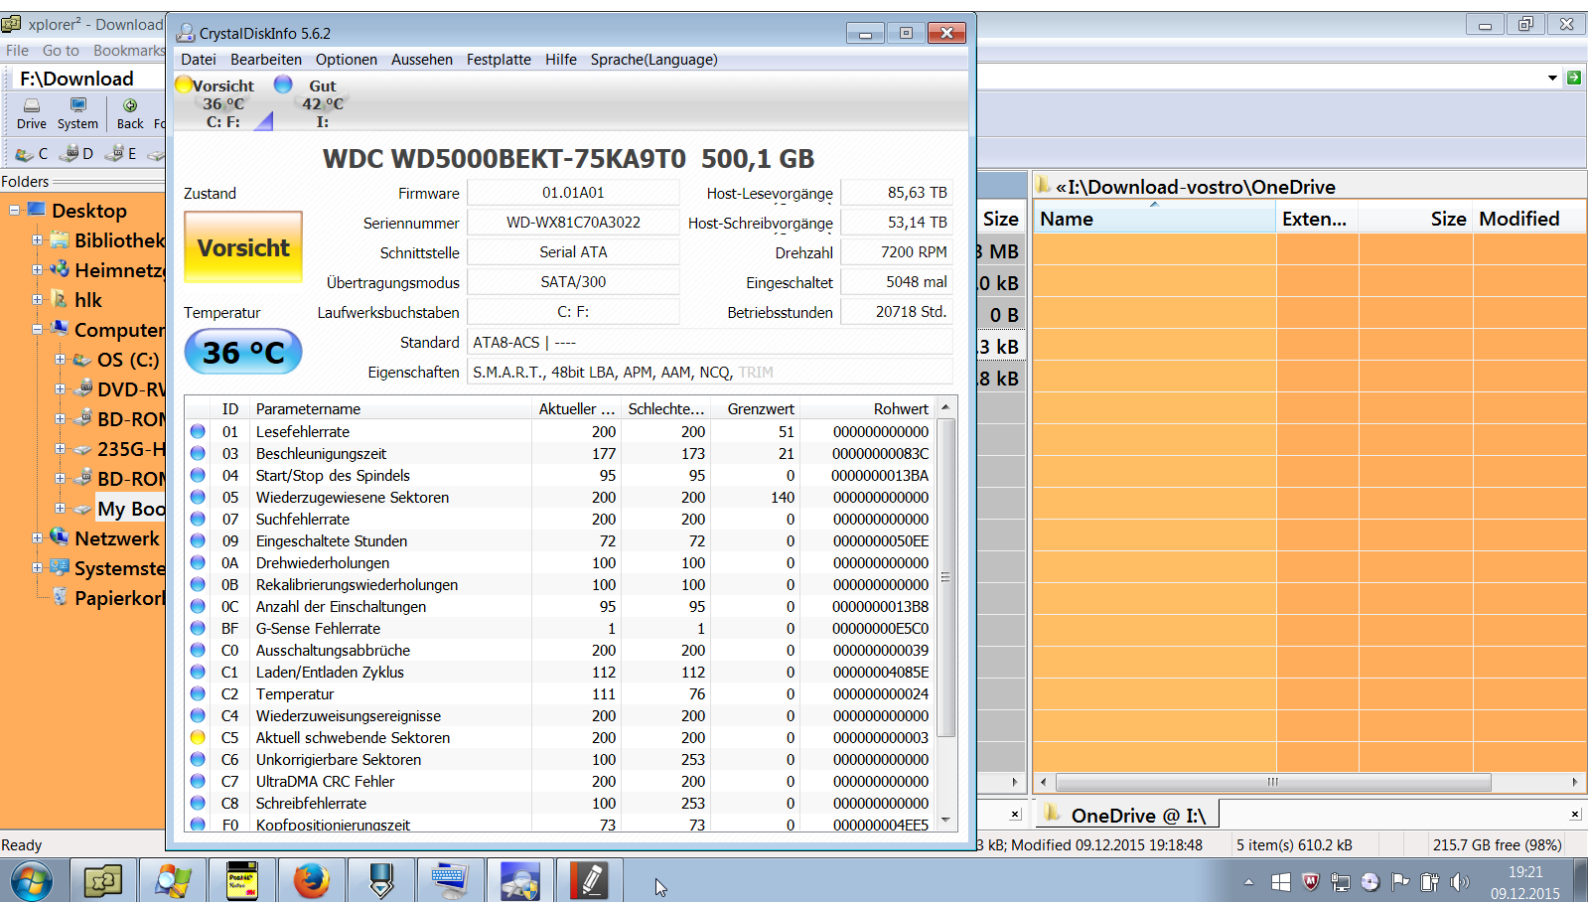 xplorer² - Download
File Go to Bookmarks
F:\Download
Drive System Back
C D E
Folders
Desktop
Bibliothek
Heimnetz
hlk
Computer
OS (C:)
DVD-RW
BD-ROM
235G-H
BD-ROM
My Boo
Netzwerk
Systemste
Papierkor
Ready
CrystalDiskInfo 5.6.2
Datei Bearbeiten Optionen Aussehen Festplatte Hilfe Sprache(Language)
Vorsicht Gut
36 °C 42 °C
C: F: I:
WDC WD5000BEKT-75KA9T0 500,1 GB
Zustand
Vorsicht
Temperatur
36 °C
Firmware 01.01A01 Host-Lesevorgänge 85,63 TB
Seriennummer WD-WX81C70A3022 Host-Schreibvorgänge 53,14 TB
Schnittstelle Serial ATA Drehzahl 7200 RPM
Übertragungsmodus SATA/300 Eingeschaltet 5048 mal
Laufwerksbuchstaben C: F: Betriebsstunden 20718 Std.
Standard ATA8-ACS | ----
Eigenschaften S.M.A.R.T., 48bit LBA, APM, AAM, NCQ, TRIM
ID Parametername Aktueller ... Schlechte... Grenzwert Rohwert
01 Lesefehlerrate 200 200 51 000000000000
03 Beschleunigungszeit 177 173 21 00000000083C
04 Start/Stop des Spindels 95 95 0 0000000013BA
05 Wiederzugewiesene Sektoren 200 200 140 000000000000
07 Suchfehlerrate 200 200 0 000000000000
09 Eingeschaltete Stunden 72 72 0 0000000050EE
0A Drehwiederholungen 100 100 0 000000000000
0B Rekalibrierungswiederholungen 100 100 0 000000000000
0C Anzahl der Einschaltungen 95 95 0 0000000013B8
BF G-Sense Fehlerrate 1 1 0 00000000E5C0
C0 Ausschaltungsabbrüche 200 200 0 000000000039
C1 Laden/Entladen Zyklus 112 112 0 00000004085E
C2 Temperatur 111 76 0 000000000024
C4 Wiederzuweisungsereignisse 200 200 0 000000000000
C5 Aktuell schwebende Sektoren 200 200 0 000000000003
C6 Unkorrigierbare Sektoren 100 253 0 000000000000
C7 UltraDMA CRC Fehler 200 200 0 000000000000
C8 Schreibfehlerrate 100 253 0 000000000000
F0 Kopfpositionierungszeit 73 73 0 000000004EE5
Size
MB
.0 kB
0 B
.3 kB
.8 kB
«I:\Download-vostro\OneDrive
Name Exten... Size Modified
OneDrive @ I:\
3 kB; Modified 09.12.2015 19:18:48 5 item(s) 610.2 kB 215.7 GB free (98%)
19:21
09.12.2015